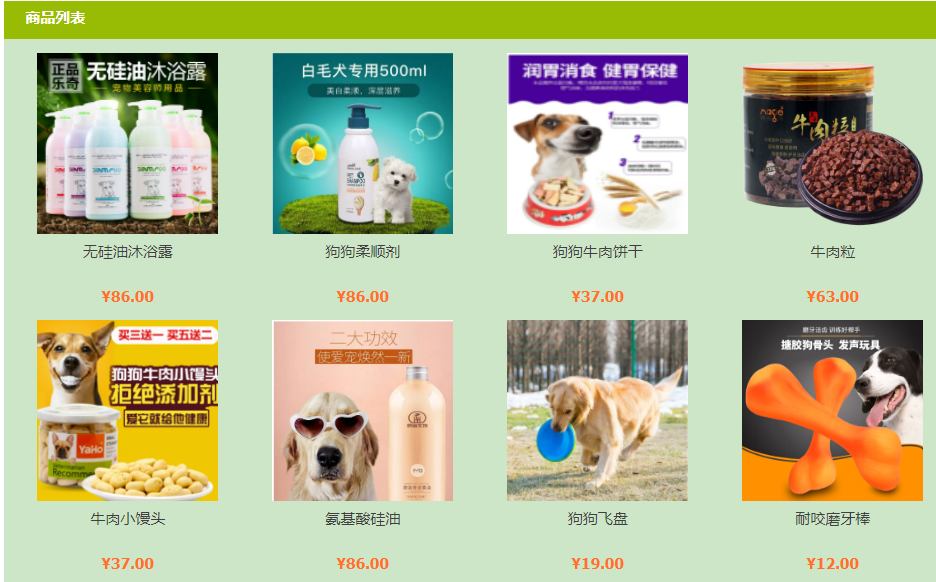 商品列表
正品
乐奇
无硅油沐浴露
宠物美容师用品
白毛犬专用500ml
美白柔顺，深层滋养
PET
SHAMPOO
润胃消食 健胃保健
1
2
3
牛肉粒
无硅油沐浴露
狗狗柔顺剂
狗狗牛肉饼干
牛肉粒
¥86.00
¥86.00
¥37.00
¥63.00
买三送一 买五送二
狗狗牛肉小馒头
拒绝添加剂
爱它就给他健康
YaHo
Recomme
二大功效
使爱宠焕然一新
磨牙洁齿 训练好帮手
搪胶狗骨头 发声玩具
牛肉小馒头
氨基酸硅油
狗狗飞盘
耐咬磨牙棒
¥37.00
¥86.00
¥19.00
¥12.00